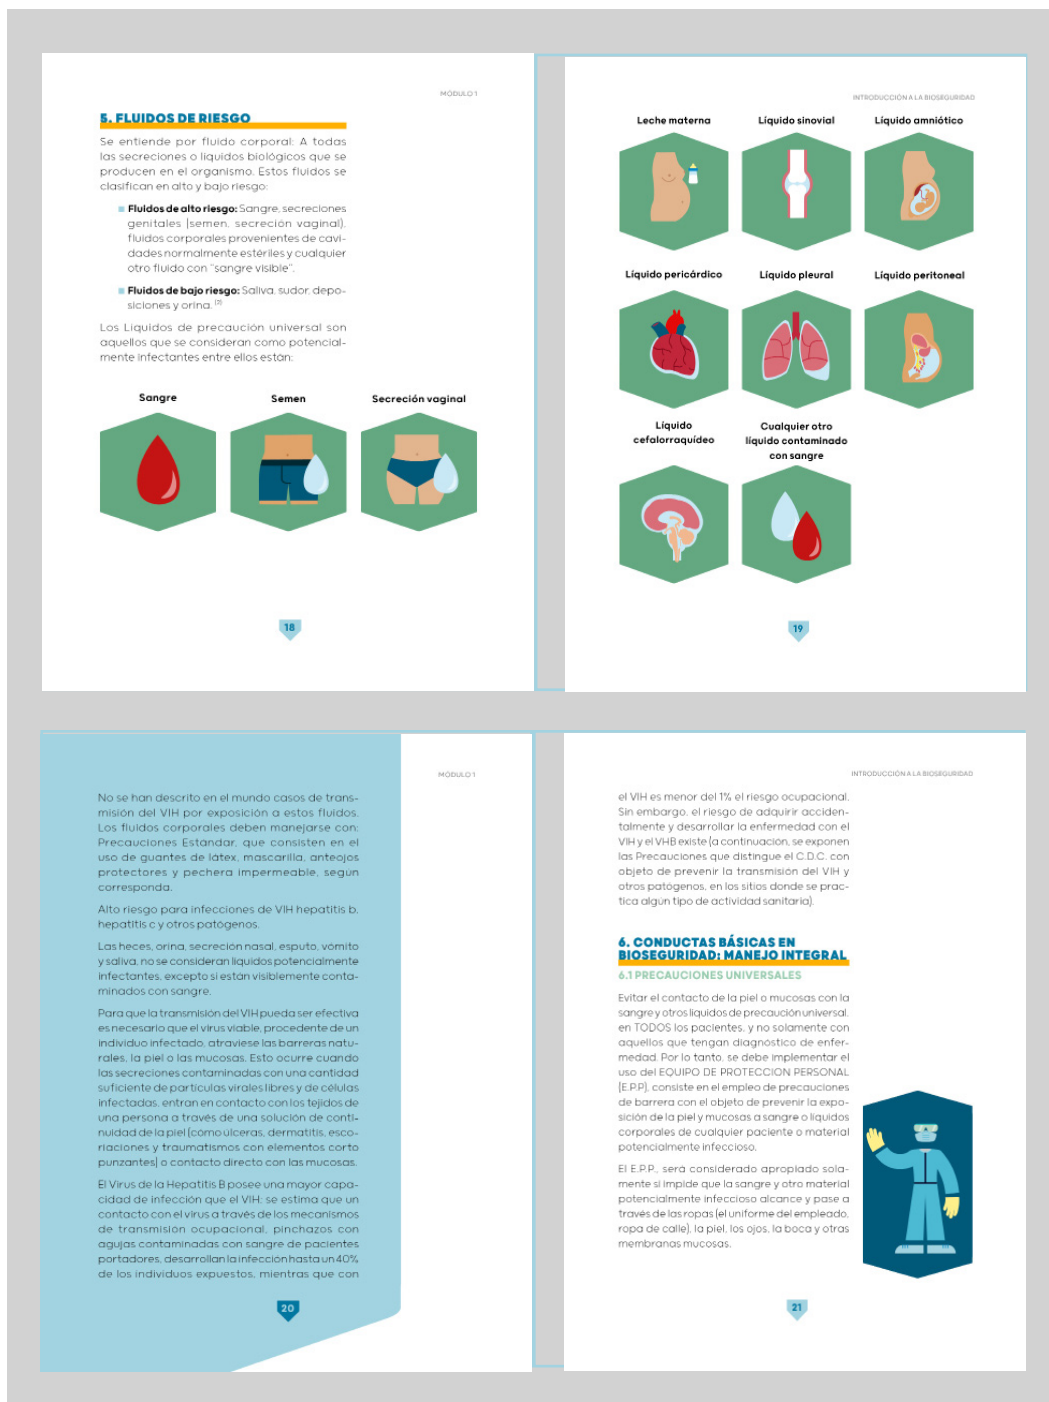 MÓDULO 1
5. FLUIDOS DE RIESGO
Se entiende por fluido corporal: A todas
las secreciones o líquidos biológicos que se
producen en el organismo. Estos fluidos se
clasifican en alto y bajo riesgo:
Fluidos de alto riesgo: Sangre, secreciones
genitales (semen, secreción vaginal),
fluidos corporales provenientes de cavi-
dades normalmente estériles y cualquier
otro fluido con "sangre visible".
Fluidos de bajo riesgo: Saliva, sudor, depo-
siciones y orina. (2)
Los Líquidos de precaución universal son
aquellos que se consideran como potencial-
mente infectantes entre ellos están:
Sangre
Semen
Secreción vaginal
18
INTRODUCCIÓN A LA BIOSEGURIDAD
Leche materna
Líquido sinovial
Líquido amniótico
Líquido pericárdico
Líquido pleural
Líquido peritoneal
Líquido
cefalorraquídeo
Cualquier otro
líquido contaminado
con sangre
19
MÓDULO 1
No se han descrito en el mundo casos de trans-
misión del VIH por exposición a estos fluidos.
Los fluidos corporales deben manejarse con:
Precauciones Estándar, que consisten en el
uso de guantes de látex, mascarilla, anteojos
protectores y pechera impermeable, según
corresponda.
Alto riesgo para infecciones de VIH hepatitis b,
hepatitis c y otros patógenos.
Las heces, orina, secreción nasal, esputo, vómito
y saliva, no se consideran líquidos potencialmente
infectantes, excepto si están visiblemente conta-
minados con sangre.
Para que la transmisión del VIH pueda ser efectiva
es necesario que el virus viable, procedente de un
individuo infectado, atraviese las barreras natu-
rales, la piel o las mucosas. Esto ocurre cuando
las secreciones contaminadas con una cantidad
suficiente de partículas virales libres y de células
infectadas, entran en contacto con los tejidos de
una persona a través de una solución de conti-
nuidad de la piel (cómo úlceras, dermatitis, esco-
riaciones y traumatismos con elementos corto
punzantes) o contacto directo con las mucosas.
El Virus de la Hepatitis B posee una mayor capa-
cidad de infección que el VIH; se estima que un
contacto con el virus a través de los mecanismos
de transmisión ocupacional, pinchazos con
agujas contaminadas con sangre de pacientes
portadores, desarrollan la infección hasta un 40%
de los individuos expuestos, mientras que con
20
INTRODUCCIÓN A LA BIOSEGURIDAD
el VIH es menor del 1% el riesgo ocupacional.
Sin embargo, el riesgo de adquirir acciden-
talmente y desarrollar la enfermedad con el
VIH y el VHB existe (a continuación, se exponen
las Precauciones que distingue el C.D.C. con
objeto de prevenir la transmisión del VIH y
otros patógenos, en los sitios donde se prac-
tica algún tipo de actividad sanitaria).
6. CONDUCTAS BÁSICAS EN
BIOSEGURIDAD: MANEJO INTEGRAL
6.1 PRECAUCIONES UNIVERSALES
Evitar el contacto de la piel o mucosas con la
sangre y otros líquidos de precaución universal,
en TODOS los pacientes, y no solamente con
aquellos que tengan diagnóstico de enfer-
medad. Por lo tanto, se debe implementar el
uso del EQUIPO DE PROTECCION PERSONAL
(E.P.P), consiste en el empleo de precauciones
de barrera con el objeto de prevenir la expo-
sición de la piel y mucosas a sangre o líquidos
corporales de cualquier paciente o material
potencialmente infeccioso.
El E.P.P., será considerado apropiado sola-
mente si impide que la sangre y otro material
potencialmente infeccioso alcance y pase a
través de las ropas (el uniforme del empleado,
ropa de calle), la piel, los ojos, la boca y otras
membranas mucosas.
21